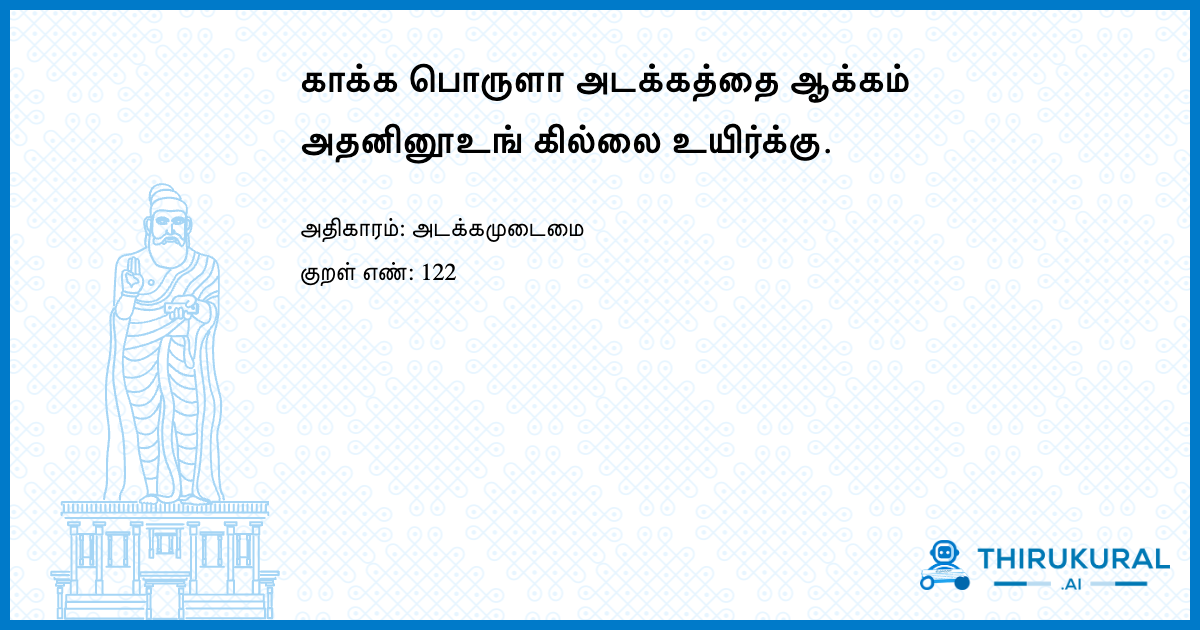 காக்க பொருளா அடக்கத்தை ஆக்கம்
அதனினூஉங் கில்லை உயிர்க்கு.
அதிகாரம்: அடக்கமுடைமை
குறள் எண்: 122
THIRUKURAL
.AI